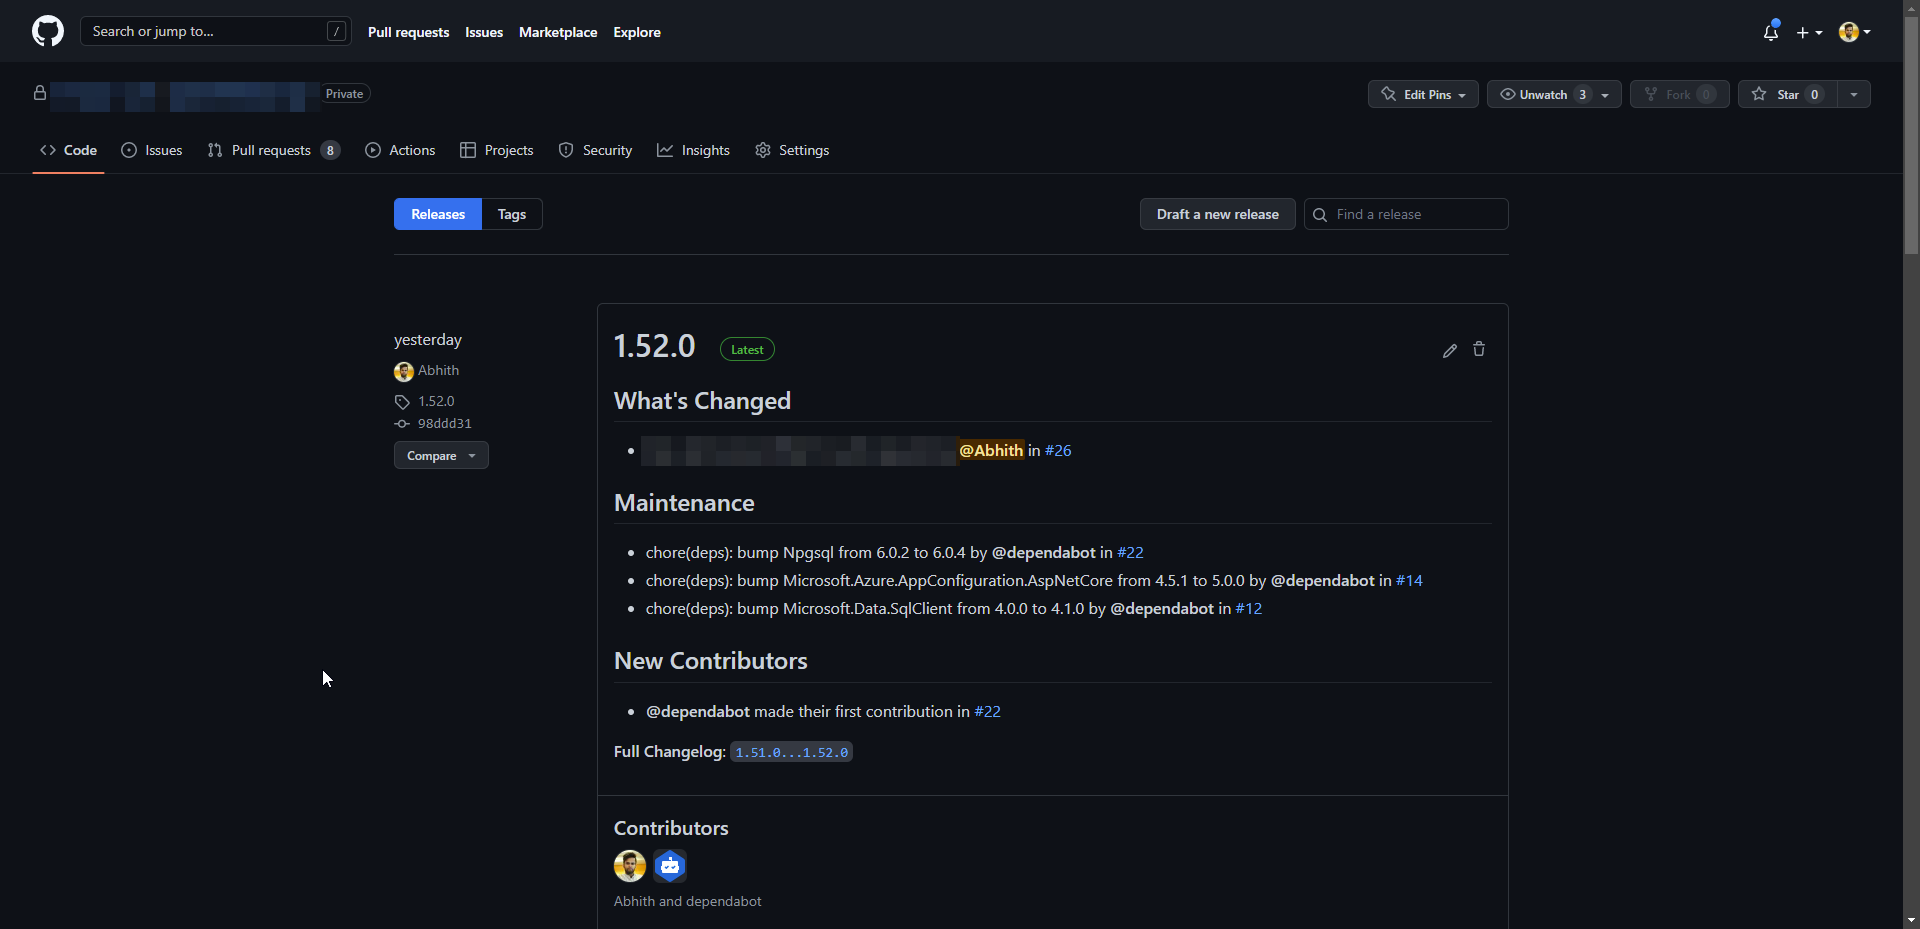 Search or jump to... /
Pull requests Issues Marketplace Explore
Private
Edit Pins Unwatch 3 Fork 0 Star 0
Code Issues Pull requests 8 Actions Projects Security Insights Settings
Releases Tags Draft a new release Find a release
yesterday
Abhith
1.52.0
98ddd31
Compare
1.52.0 Latest
What's Changed
@Abhith in #26
Maintenance
chore(deps): bump Npgsql from 6.0.2 to 6.0.4 by @dependabot in #22
chore(deps): bump Microsoft.Azure.AppConfiguration.AspNetCore from 4.5.1 to 5.0.0 by @dependabot in #14
chore(deps): bump Microsoft.Data.SqlClient from 4.0.0 to 4.1.0 by @dependabot in #12
New Contributors
@dependabot made their first contribution in #22
Full Changelog: 1.51.0...1.52.0
Contributors
Abhith and dependabot